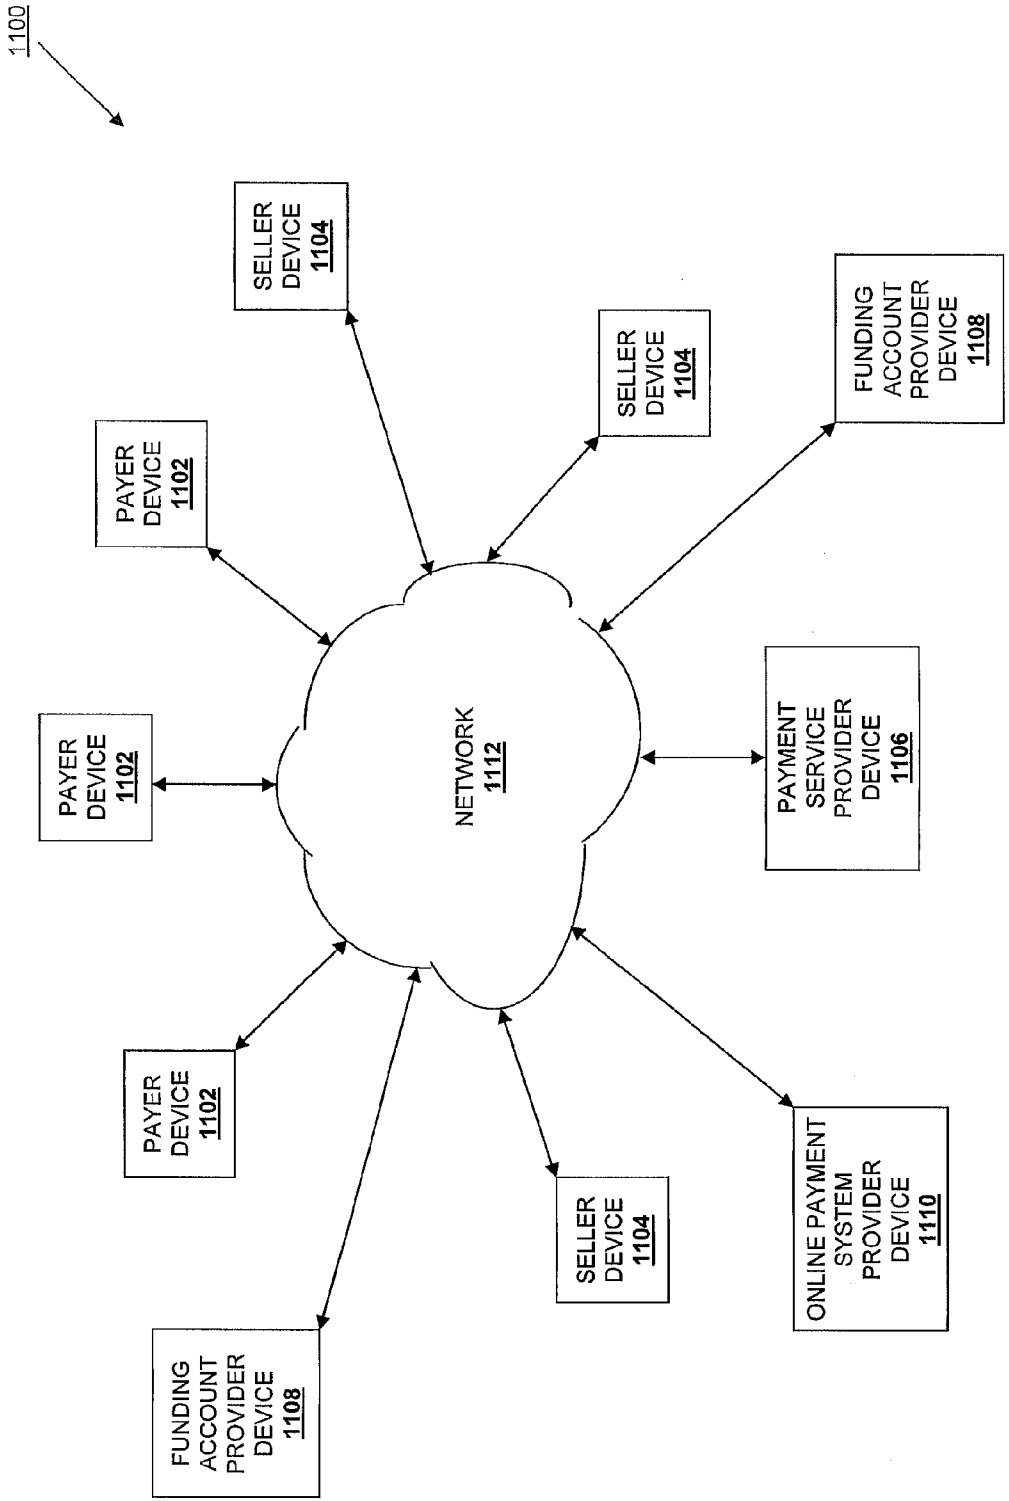 1100
FUNDING
ACCOUNT
PROVIDER
DEVICE
1108
PAYER
DEVICE
1102
PAYER
DEVICE
1102
PAYER
DEVICE
1102
SELLER
DEVICE
1104
NETWORK
1112
SELLER
DEVICE
1104
SELLER
DEVICE
1104
ONLINE PAYMENT
SYSTEM
PROVIDER
DEVICE
1110
PAYMENT
SERVICE
PROVIDER
DEVICE
1106
FUNDING
ACCOUNT
PROVIDER
DEVICE
1108